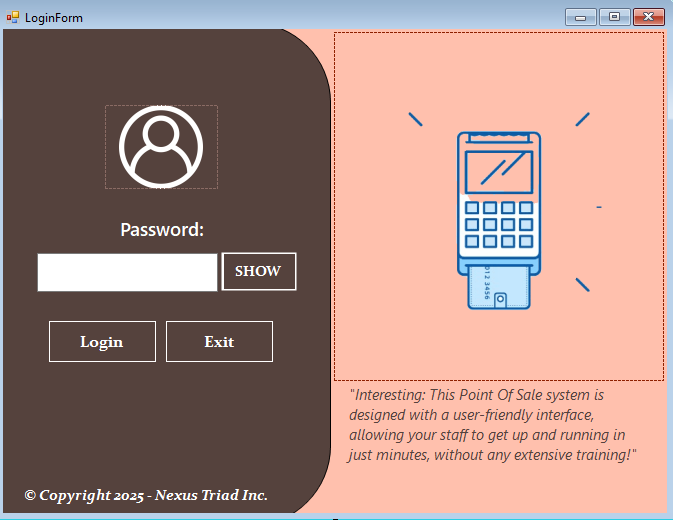 LoginForm
Password:
SHOW
Login
Exit
© Copyright 2025 - Nexus Triad Inc.
012 3456
"Interesting: This Point Of Sale system is
designed with a user-friendly interface,
allowing your staff to get up and running in
just minutes, without any extensive training!"